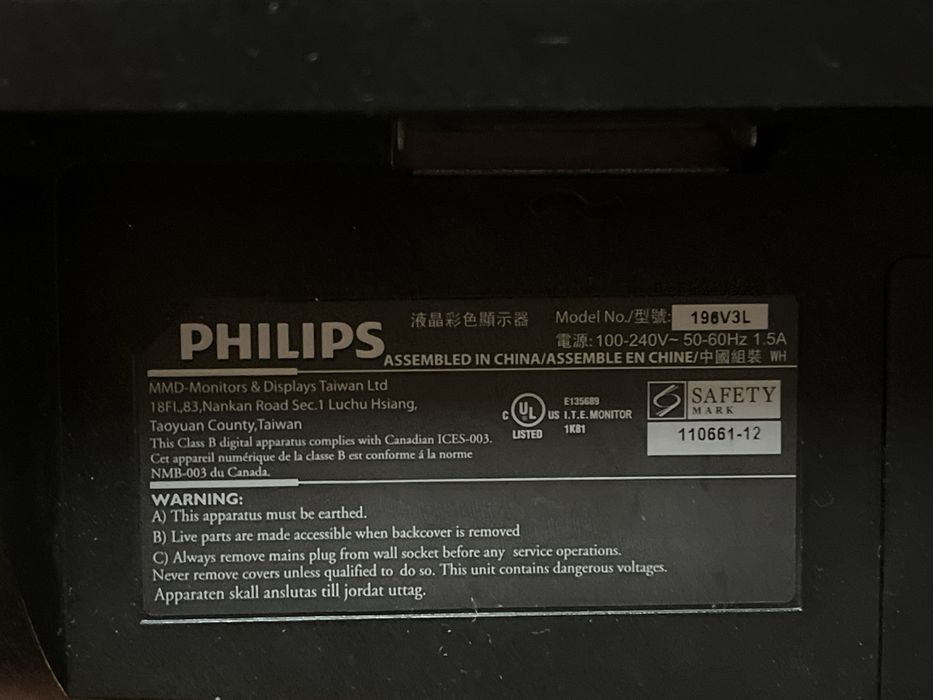 PHILIPS
液晶彩色顯示器
Model No./型號: 196V3L
電源: 100-240V~ 50-60Hz 1.5A
ASSEMBLED IN CHINA/ASSEMBLE EN CHINE/中國組裝 WH
MMD-Monitors & Displays Taiwan Ltd
18Fl.,83,Nankan Road Sec.1 Luchu Hsiang,
Taoyuan County,Taiwan
This Class B digital apparatus complies with Canadian ICES-003.
Cet appareil numérique de la classe B est conforme á la norme
NMB-003 du Canada.
C UL US LISTED
E135689
I.T.E. MONITOR
1K81
SAFETY
MARK
110661-12
WARNING:
A) This apparatus must be earthed.
B) Live parts are made accessible when backcover is removed
C) Always remove mains plug from wall socket before any service operations.
Never remove covers unless qualified to do so. This unit contains dangerous voltages.
Apparaten skall anslutas till jordat uttag.